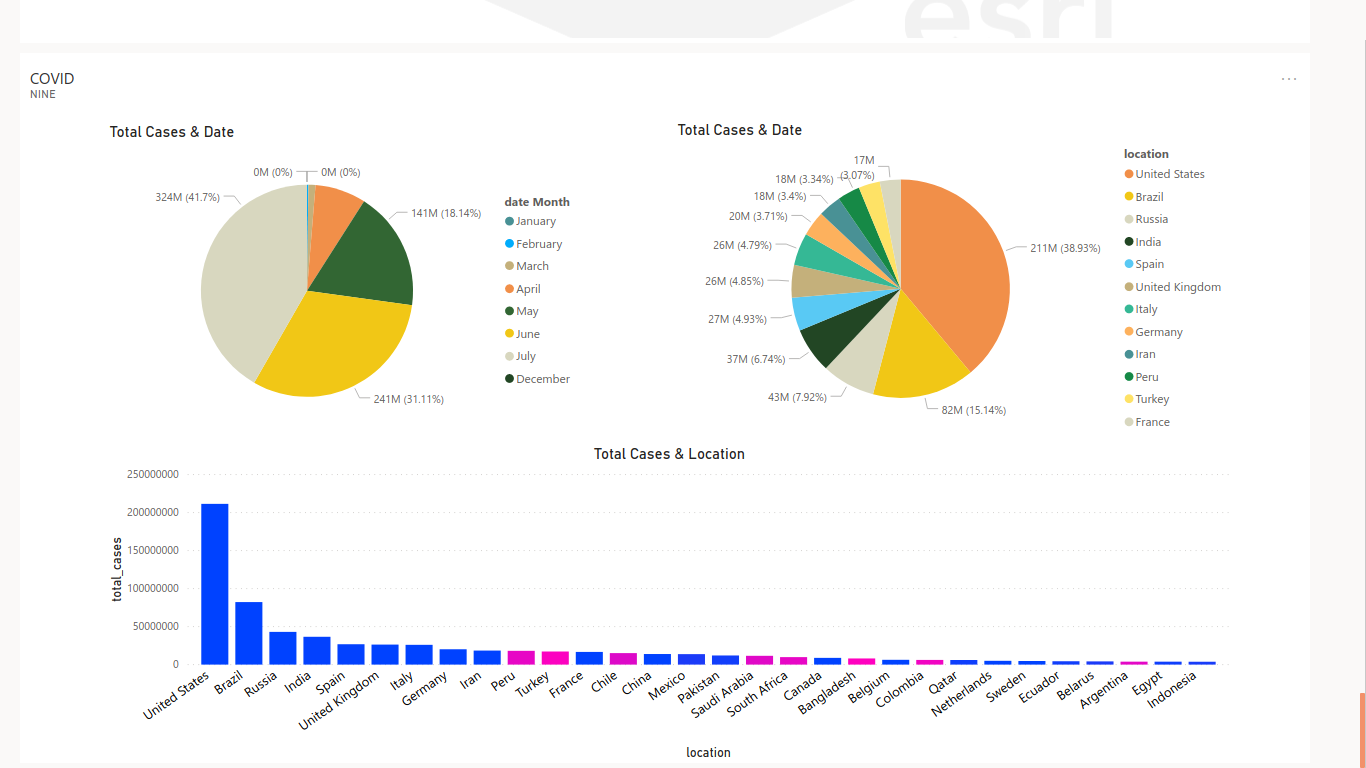 esri
COVID
NINE
...
Total Cases & Date
0M (0%)
0M (0%)
324M (41.7%)
141M (18.14%)
241M (31.11%)
date Month
January
February
March
April
May
June
July
December
Total Cases & Date
17M
(3.07%)
18M (3.34%)
18M (3.4%)
20M (3.71%)
26M (4.79%)
26M (4.85%)
27M (4.93%)
37M (6.74%)
43M (7.92%)
82M (15.14%)
211M (38.93%)
location
United States
Brazil
Russia
India
Spain
United Kingdom
Italy
Germany
Iran
Peru
Turkey
France
Total Cases & Location
total_cases
250000000
200000000
150000000
100000000
50000000
0
United States
Brazil
Russia
India
Spain
United Kingdom
Italy
Germany
Iran
Peru
Turkey
France
Chile
China
Mexico
Pakistan
Saudi Arabia
South Africa
Canada
Bangladesh
Belgium
Colombia
Qatar
Netherlands
Sweden
Ecuador
Belarus
Argentina
Egypt
Indonesia
location